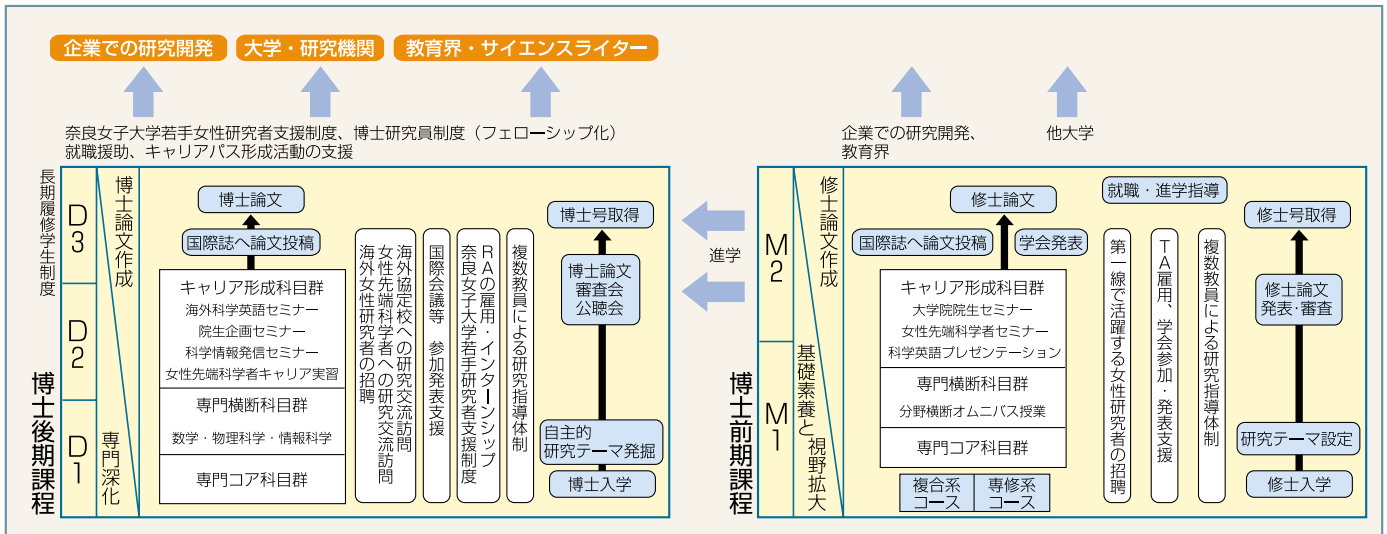 企業での研究開発
大学・研究機関
教育界・サイエンスライター
奈良女子大学若手女性研究者支援制度、博士研究員制度（フェローシップ化）
就職援助、キャリアパス形成活動の支援
長期履修学生制度
博士後期課程
D3
D2
D1
博士論文作成
専門深化
博士論文
国際誌へ論文投稿
キャリア形成科目群
海外科学英語セミナー
院生企画セミナー
科学情報発信セミナー
女性先端科学者キャリア実習
専門横断科目群
数学・物理科学・情報科学
専門コア科目群
海外協定校への研究交流訪問
女性先端科学者への研究交流訪問
海外女性研究者の招聘
国際会議等 参加発表支援
RAの雇用・インターンシップ
奈良女子大学若手研究者支援制度
複数教員による研究指導体制
博士号取得
博士論文
審査会
公聴会
自主的
研究テーマ発掘
博士入学
進学
企業での研究開発、
教育界
他大学
博士前期課程
M2
M1
修士論文作成
基礎素養と
視野拡大
修士論文
国際誌へ論文投稿
学会発表
キャリア形成科目群
大学院院生セミナー
女性先端科学者セミナー
科学英語プレゼンテーション
専門横断科目群
分野横断オムニバス授業
専門コア科目群
複合系
コース
専修系
コース
就職・進学指導
第一線で活躍する女性研究者の招聘
TA雇用、学会参加・発表支援
複数教員による研究指導体制
修士号取得
修士論文
発表・審査
研究テーマ設定
修士入学